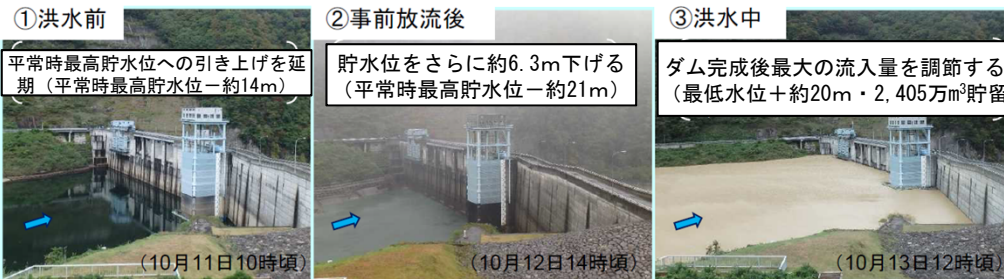 ①洪水前
平常時最高貯水位への引き上げを延
期(平常時最高貯水位-約14m)
(10月11日10時頃)
②事前放流後
貯水位をさらに約6.3m下げる
(平常時最高貯水位-約21m)
(10月12日14時頃)
③洪水中
ダム完成後最大の流入量を調節する
(最低水位+約20m・2,405万m³貯留
(10月13日12時頃)